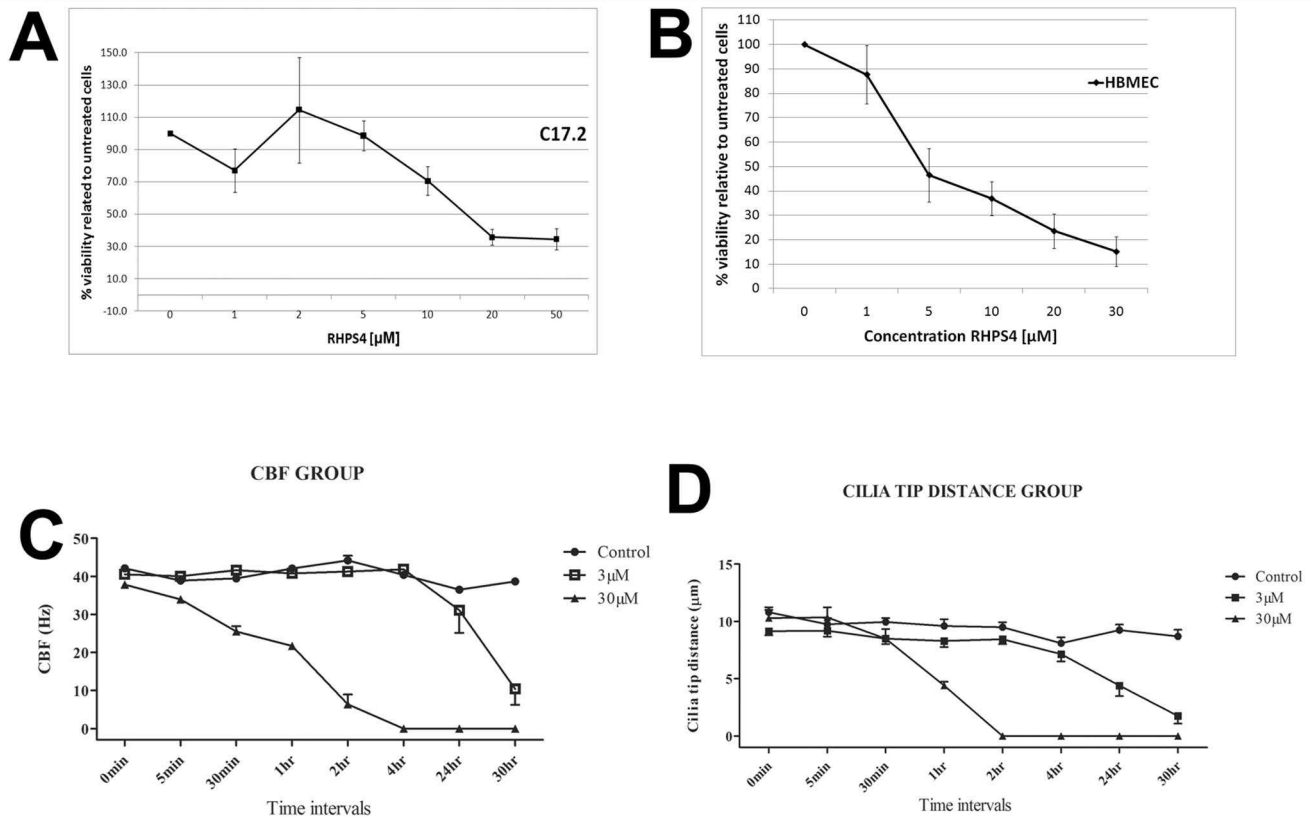 A
% viability related to untreated cells
150.0
130.0
110.0
90.0
70.0
50.0
30.0
10.0
-10.0
C17.2
0 1 2 5 10 20 50
RHPS4 [µM]
B
% viability relative to untreated cells
110
100
90
80
70
60
50
40
30
20
10
0
HBMEC
0 1 5 10 20 30
Concentration RHPS4 [µM]
C
CBF GROUP
CBF (Hz)
50
40
30
20
10
0
Control
3µM
30µM
0min 5min 30min 1hr 2hr 4hr 24hr 30hr
Time intervals
D
CILIA TIP DISTANCE GROUP
Cilia tip distance (µm)
15
10
5
0
Control
3µM
30µM
0min 5min 30min 1hr 2hr 4hr 24hr 30hr
Time intervals